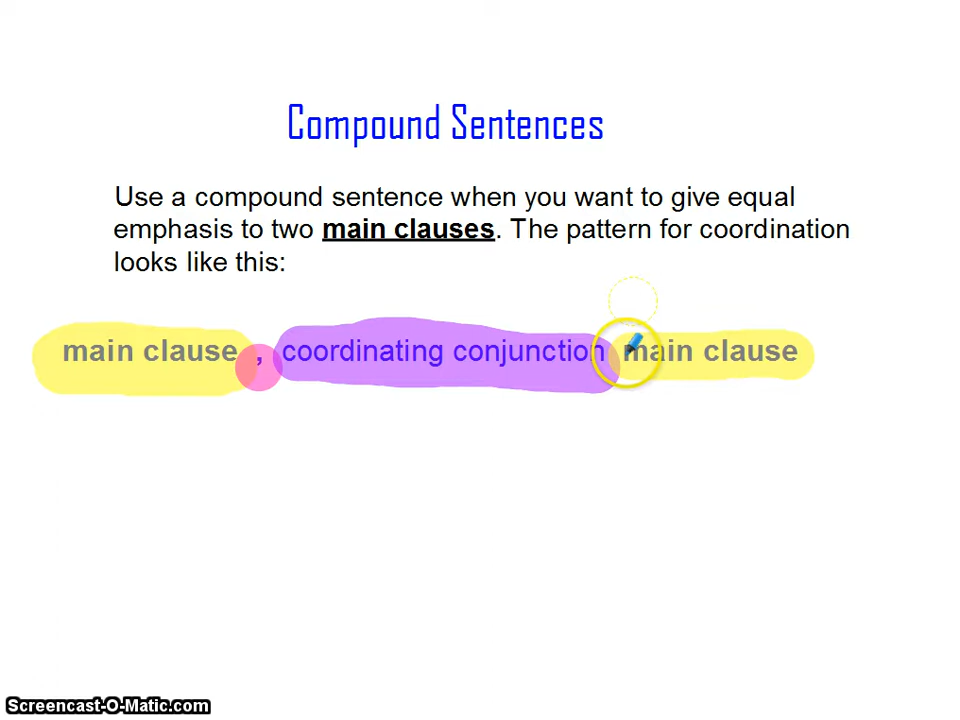 Compound Sentences
Use a compound sentence when you want to give equal
emphasis to two main clauses. The pattern for coordination
looks like this:
main clause , coordinating conjunction main clause
Screencast-O-Matic.com